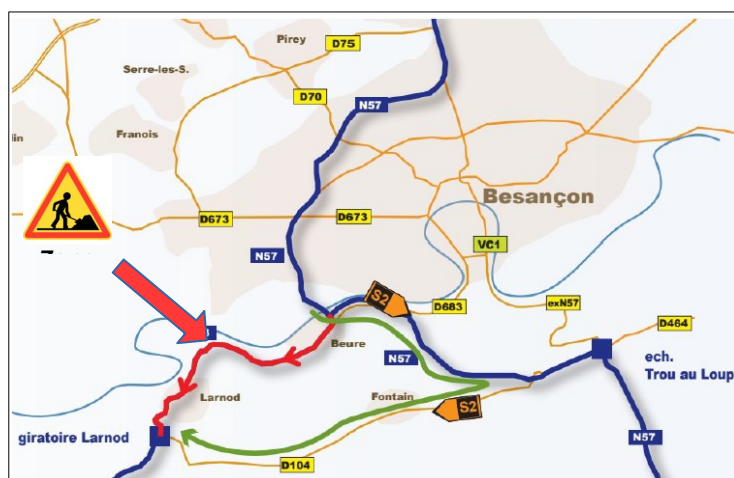 Pirey
D75
Serre-les-S.
D70
N57
Franois
Besançon
D673
D673
VC1
N57
S2
D683
exN57
D464
Beure
N57
ech.
Trou au Loup
Larnod
Fontain
S2
giratoire Larnod
N57
D104